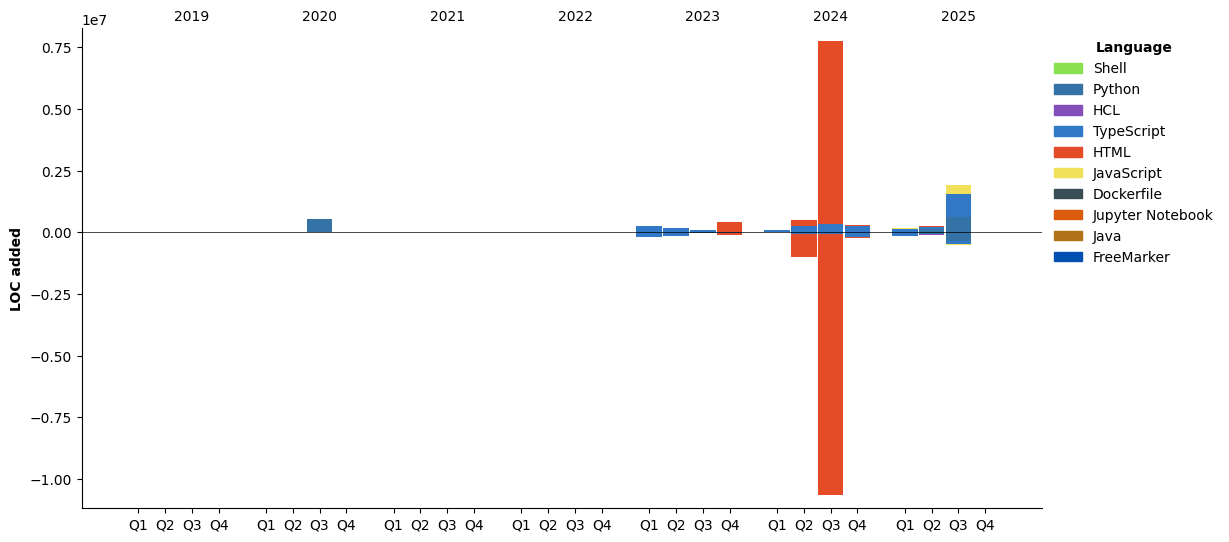 2019 2020 2021 2022 2023 2024 2025
1e7
0.75
0.50
0.25
0.00
−0.25
−0.50
−0.75
−1.00
LOC added
Q1 Q2 Q3 Q4 Q1 Q2 Q3 Q4 Q1 Q2 Q3 Q4 Q1 Q2 Q3 Q4 Q1 Q2 Q3 Q4 Q1 Q2 Q3 Q4 Q1 Q2 Q3 Q4
Language
Shell
Python
HCL
TypeScript
HTML
JavaScript
Dockerfile
Jupyter Notebook
Java
FreeMarker